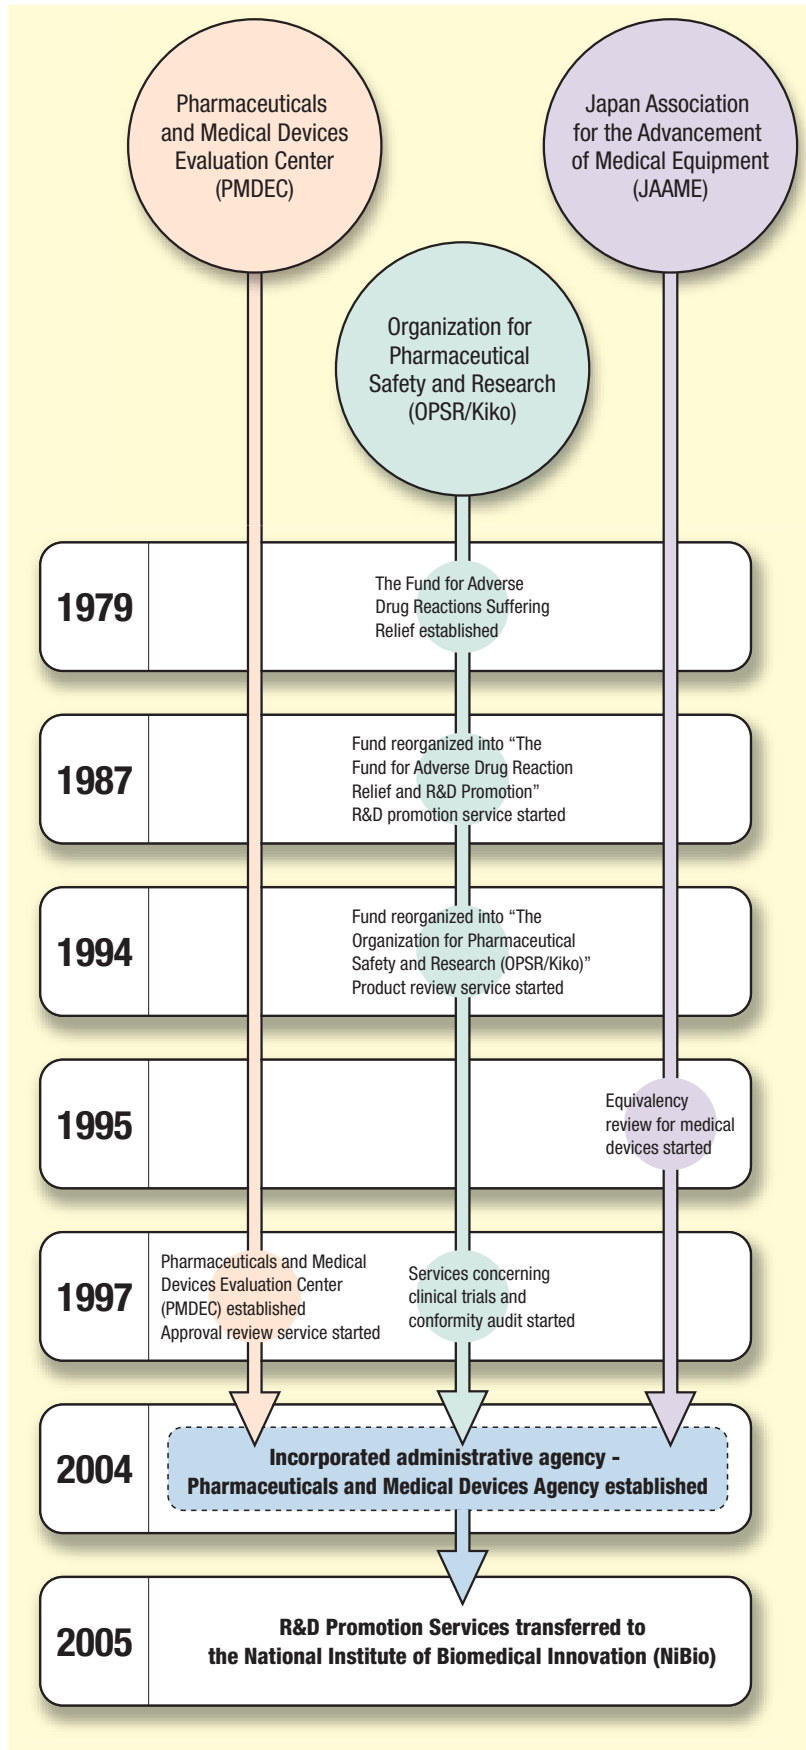 Pharmaceuticals
and Medical Devices
Evaluation Center
(PMDEC)
Japan Association
for the Advancement
of Medical Equipment
(JAAME)
Organization for
Pharmaceutical
Safety and Research
(OPSR/Kiko)
1979
The Fund for Adverse
Drug Reactions Suffering
Relief established
1987
Fund reorganized into “The
Fund for Adverse Drug Reaction
Relief and R&D Promotion”
R&D promotion service started
1994
Fund reorganized into “The
Organization for Pharmaceutical
Safety and Research (OPSR/Kiko)”
Product review service started
1995
Equivalency
review for medical
devices started
1997
Pharmaceuticals and Medical
Devices Evaluation Center
(PMDEC) established
Approval review service started
Services concerning
clinical trials and
conformity audit started
2004
Incorporated administrative agency -
Pharmaceuticals and Medical Devices Agency established
2005
R&D Promotion Services transferred to
the National Institute of Biomedical Innovation (NiBio)